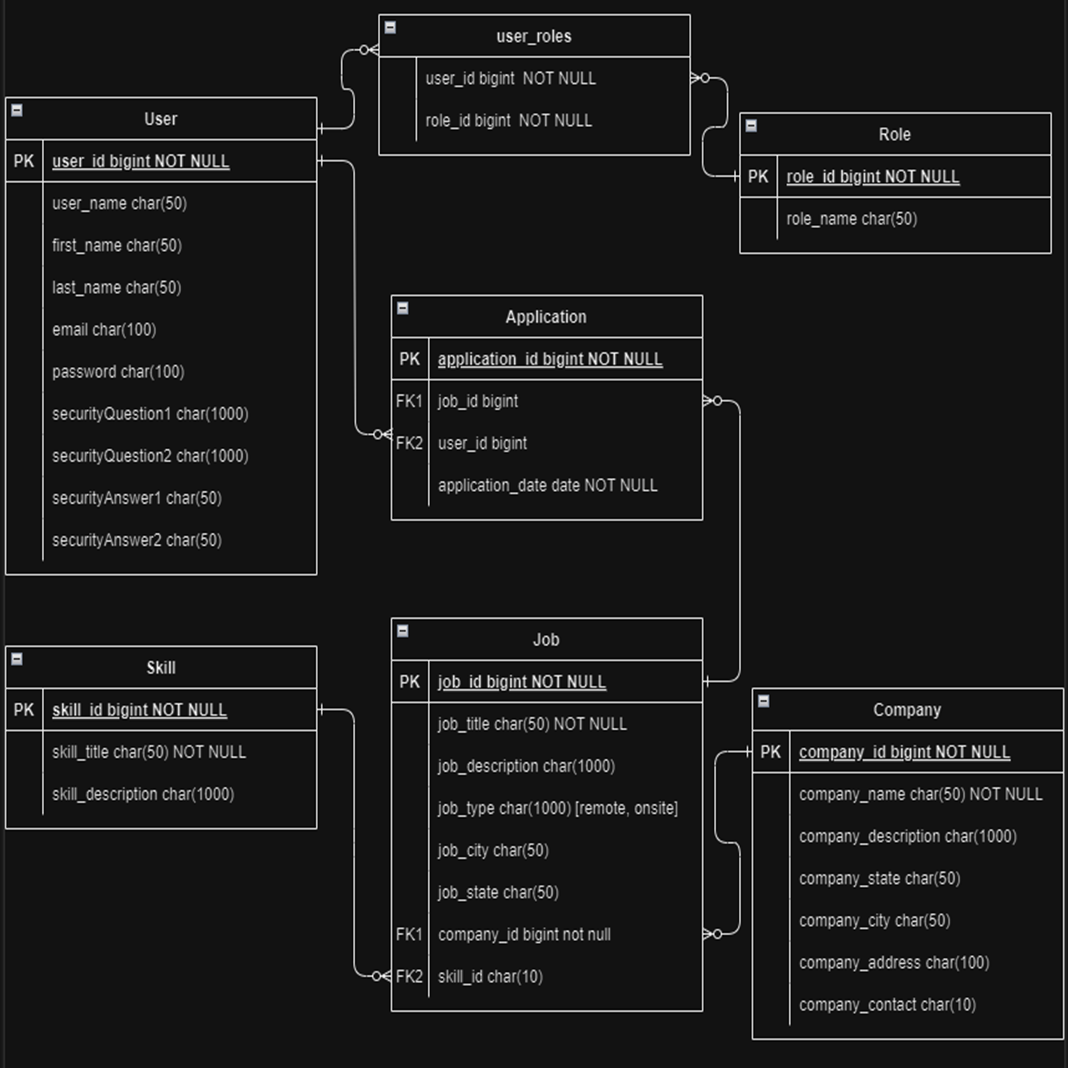 user_roles
user_id bigint  NOT NULL
role_id bigint  NOT NULL
User
PK user_id bigint NOT NULL
user_name char(50)
first_name char(50)
last_name char(50)
email char(100)
password char(100)
securityQuestion1 char(1000)
securityQuestion2 char(1000)
securityAnswer1 char(50)
securityAnswer2 char(50)
Role
PK role_id bigint NOT NULL
role_name char(50)
Application
PK application_id bigint NOT NULL
FK1 job_id bigint
FK2 user_id bigint
application_date date NOT NULL
Skill
PK skill_id bigint NOT NULL
skill_title char(50) NOT NULL
skill_description char(1000)
Job
PK job_id bigint NOT NULL
job_title char(50) NOT NULL
job_description char(1000)
job_type char(1000) [remote, onsite]
job_city char(50)
job_state char(50)
FK1 company_id bigint not null
FK2 skill_id char(10)
Company
PK company_id bigint NOT NULL
company_name char(50) NOT NULL
company_description char(1000)
company_state char(50)
company_city char(50)
company_address char(100)
company_contact char(10)